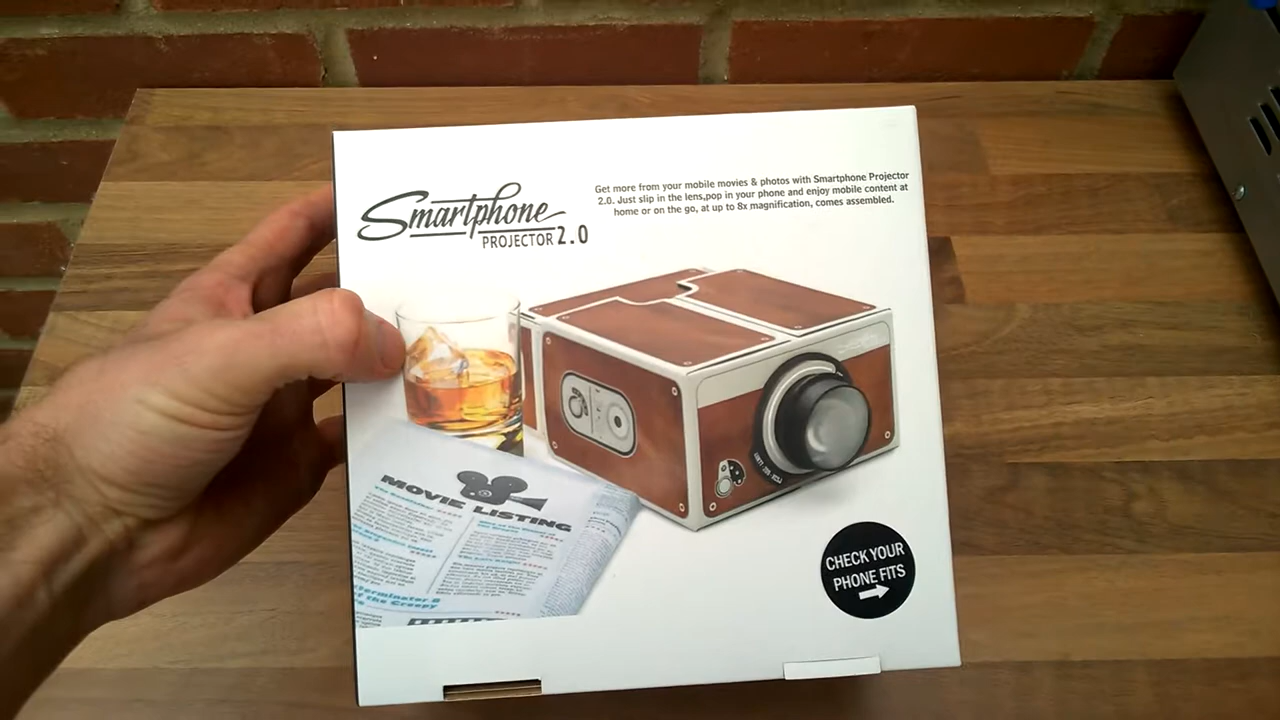 Smartphone
PROJECTOR 2.0
Get more from your mobile movies & photos with Smartphone Projector
2.0. Just slip in the lens,pop in your phone and enjoy mobile content at
home or on the go, at up to 8x magnification, comes assembled.
MOVIE LISTING
CHECK YOUR
PHONE FITS